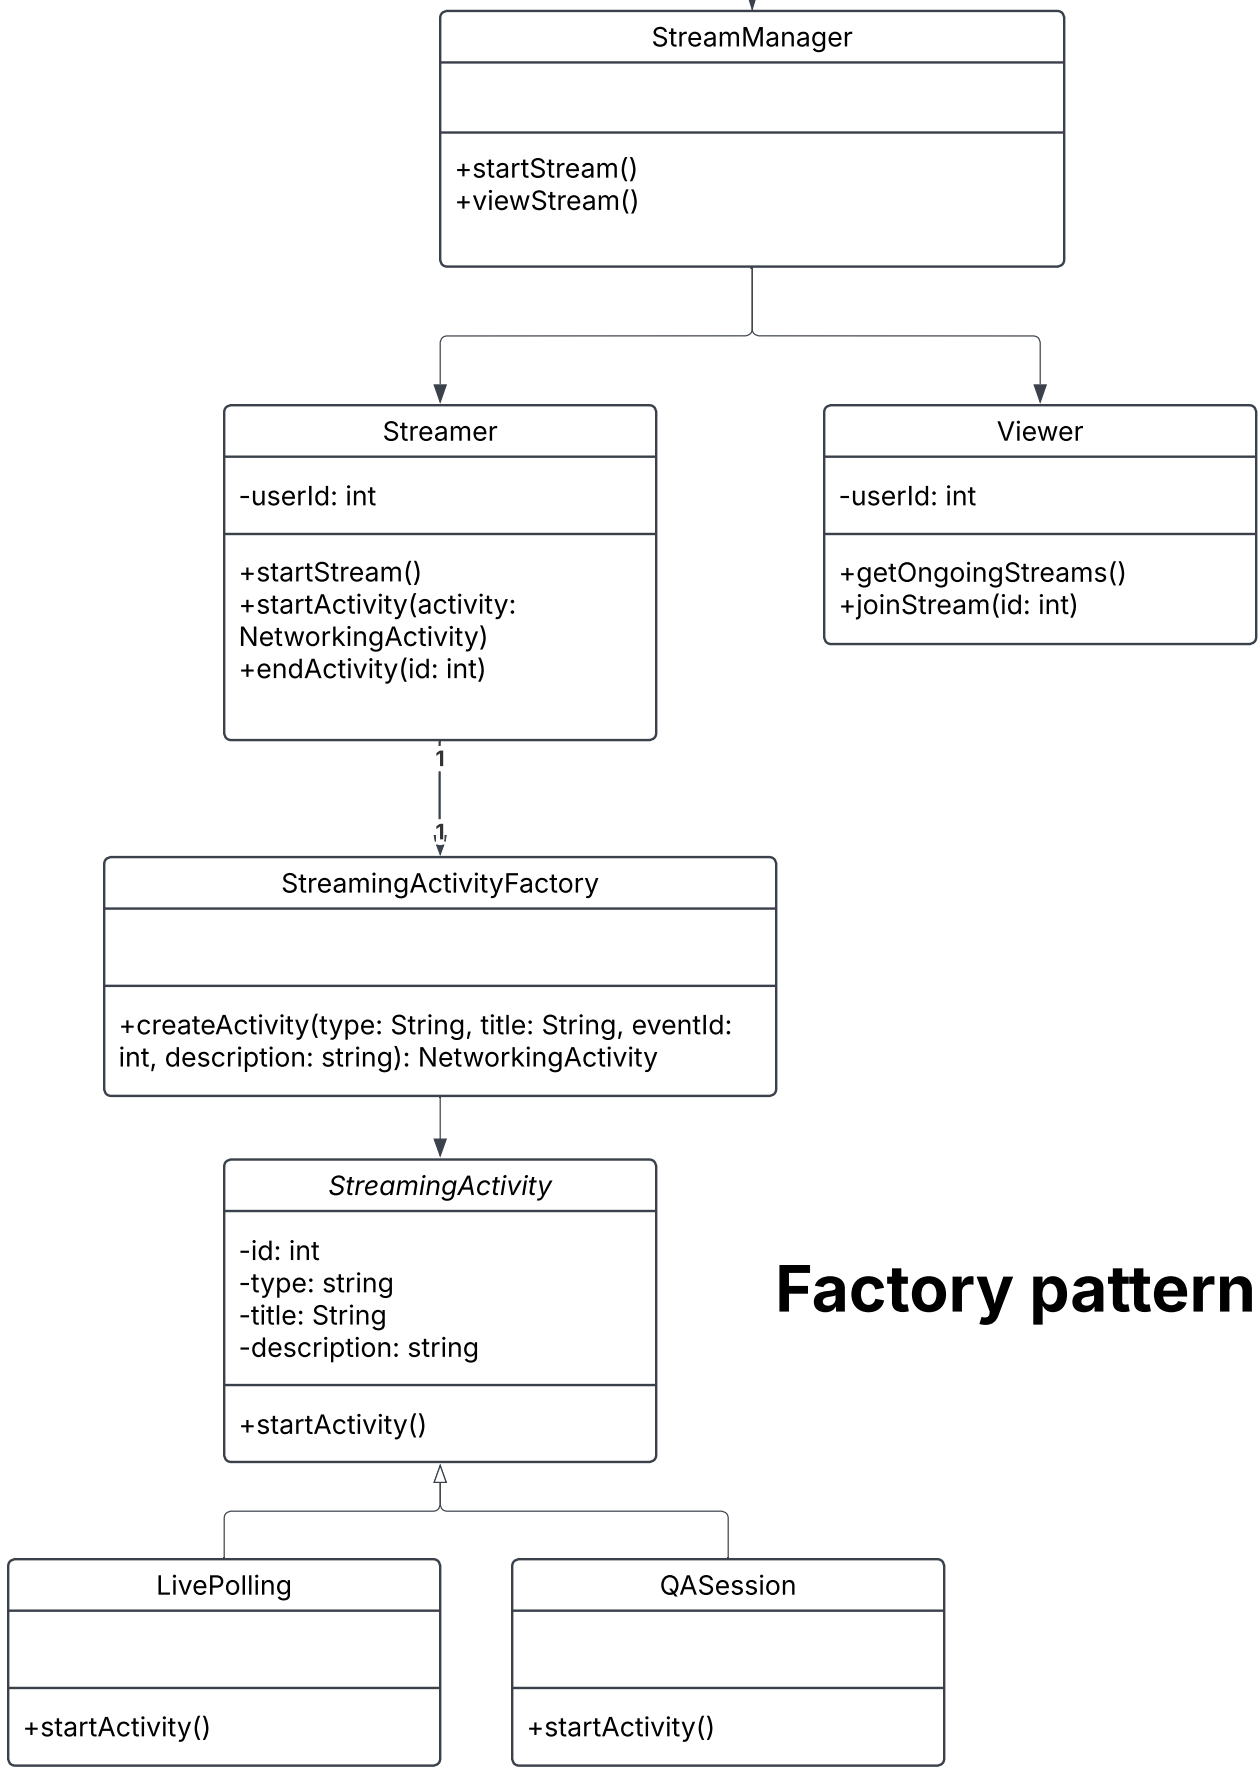 StreamManager
+startStream()
+viewStream()
Streamer
-userId: int
+startStream()
+startActivity(activity:
NetworkingActivity)
+endActivity(id: int)
Viewer
-userId: int
+getOngoingStreams()
+joinStream(id: int)
1
1
StreamingActivityFactory
+createActivity(type: String, title: String, eventId:
int, description: string): NetworkingActivity
StreamingActivity
-id: int
-type: string
-title: String
-description: string
+startActivity()
Factory pattern
LivePolling
+startActivity()
QASession
+startActivity()